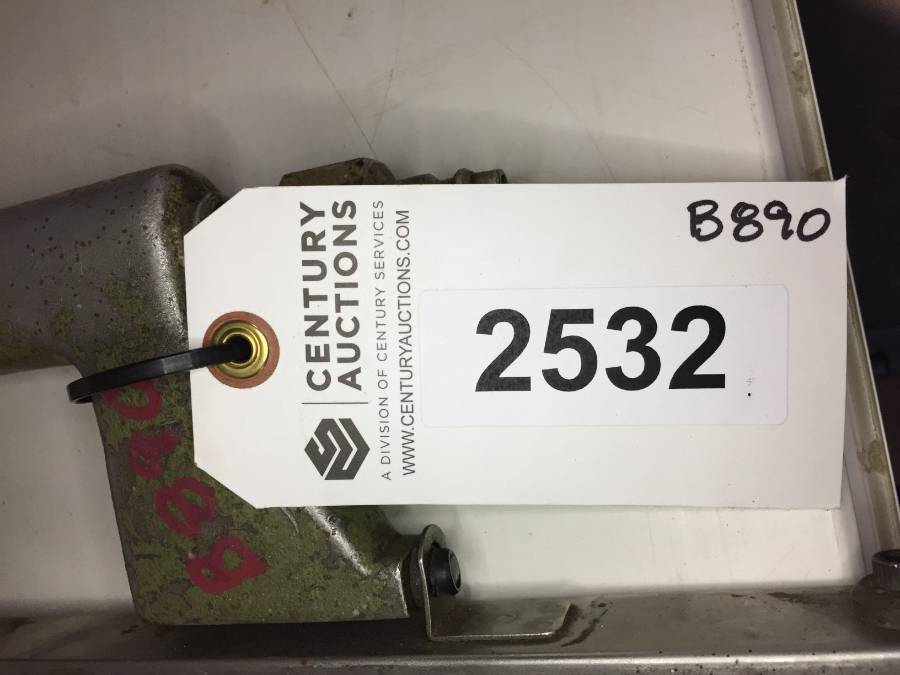 B890
2532
CENTURY
AUCTIONS
A DIVISION OF CENTURY SERVICES
WWW.CENTURYAUCTIONS.COM
B890